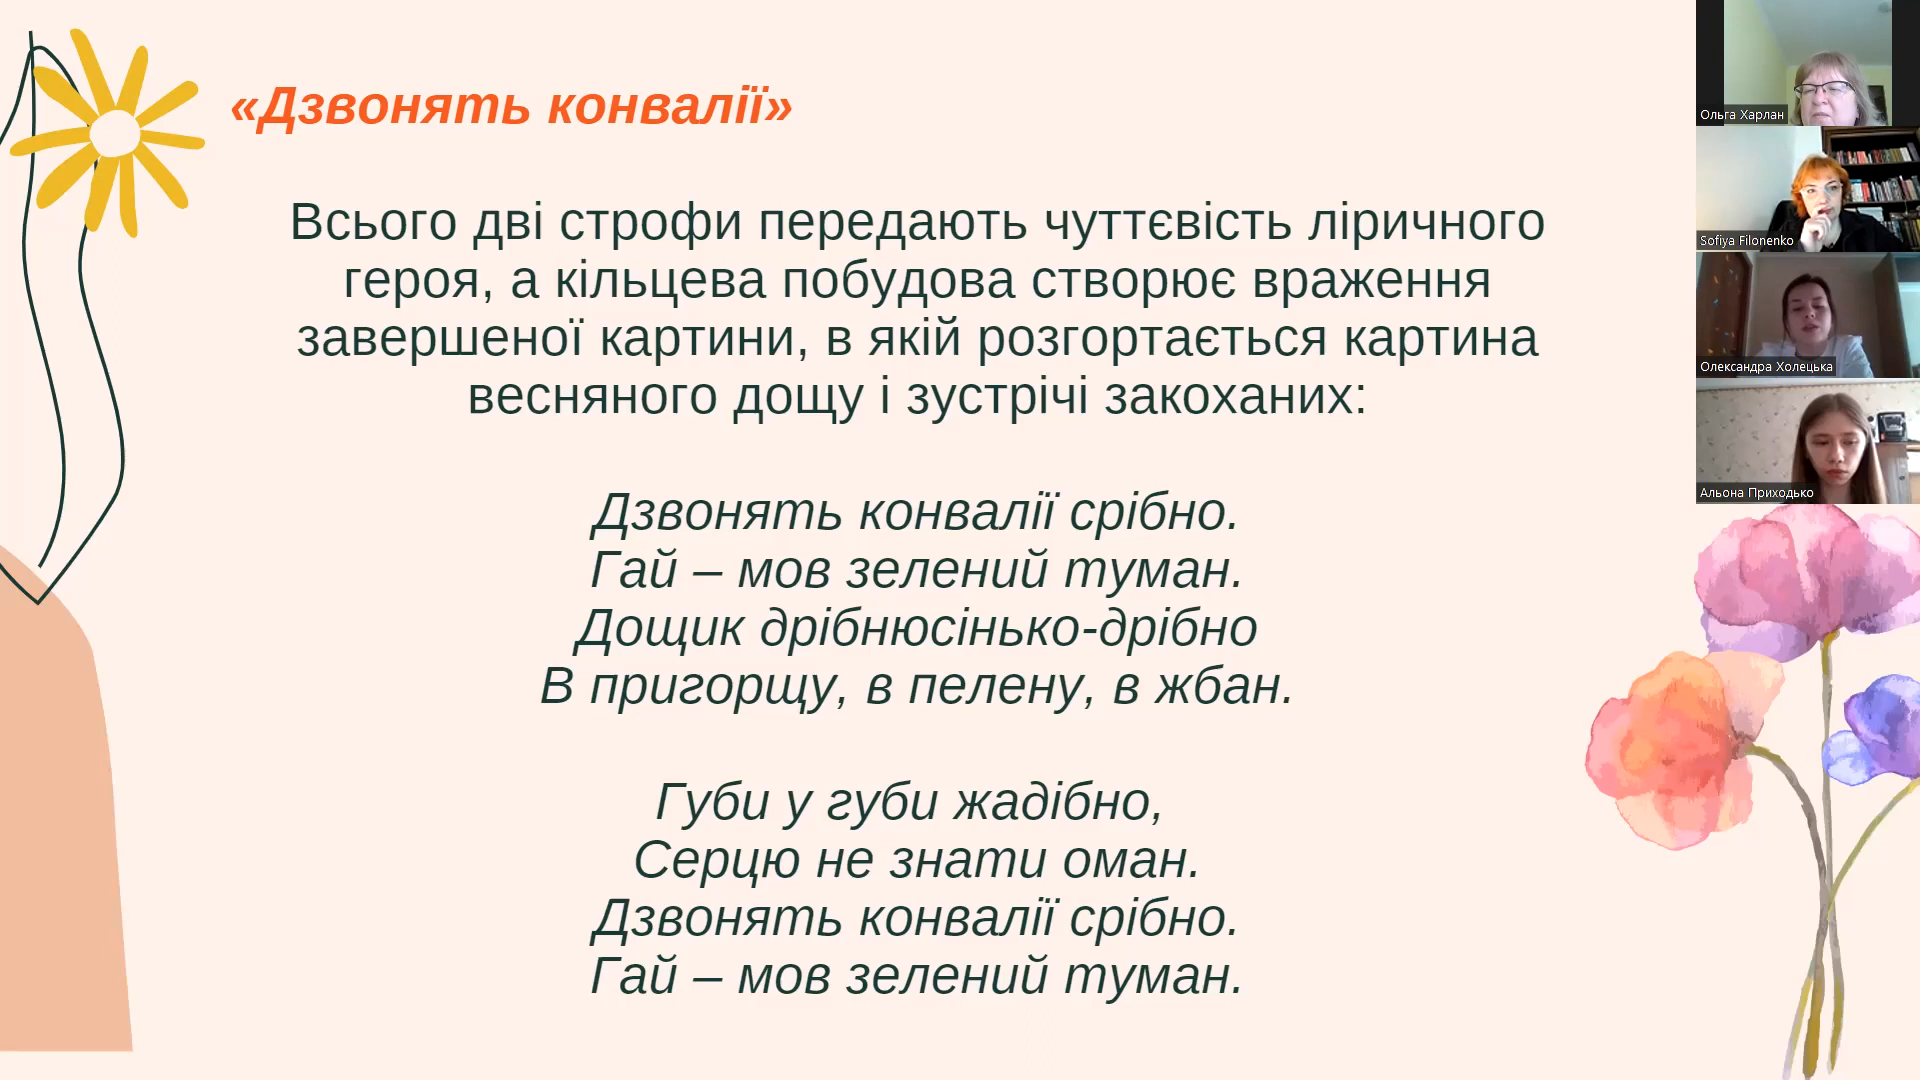 «Дзвонять конвалії»
Всього дві строфи передають чуттєвість ліричного
героя, а кільцева побудова створює враження
завершеної картини, в якій розгортається картина
весняного дощу і зустрічі закоханих:
Дзвонять конвалії срібно.
Гай – мов зелений туман.
Дощик дрібнюсінько-дрібно
В пригорщу, в пелену, в жбан.
Губи у губи жадібно,
Серцю не знати оман.
Дзвонять конвалії срібно.
Гай – мов зелений туман.
Ольга Харлан
Sofiya Filonenko
Олександра Холецька
Альона Приходько